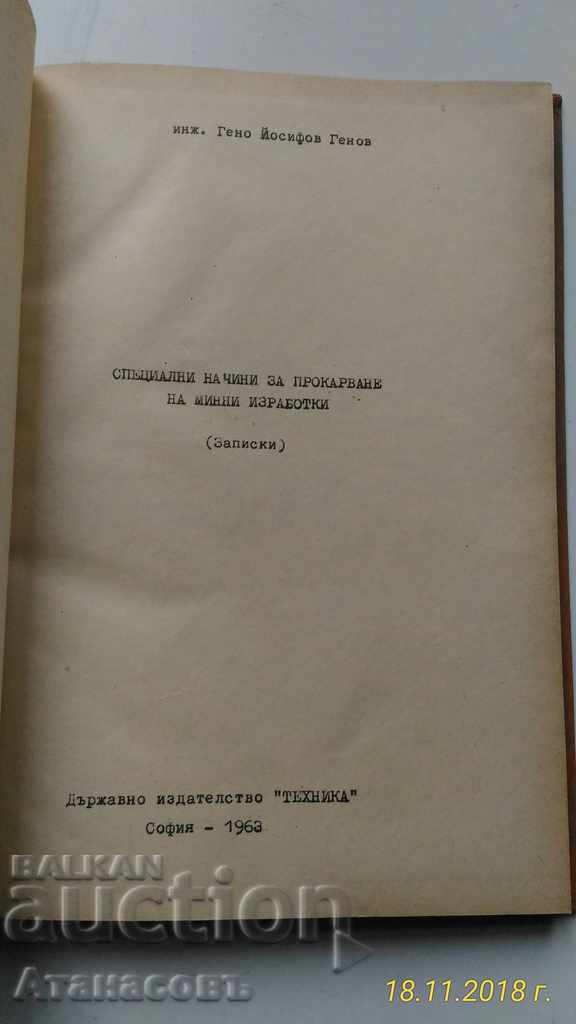 инж. Гено Йосифов Генов
СПЕЦИАЛНИ НАЧИНИ ЗА ПРОКАРВАНЕ
НА МИННИ ИЗРАБОТКИ
(Записки)
Държавно издателство "ТЕХНИКА"
София - 1963
BALKAN
auction
Атанасовъ
18.11.2018 г.